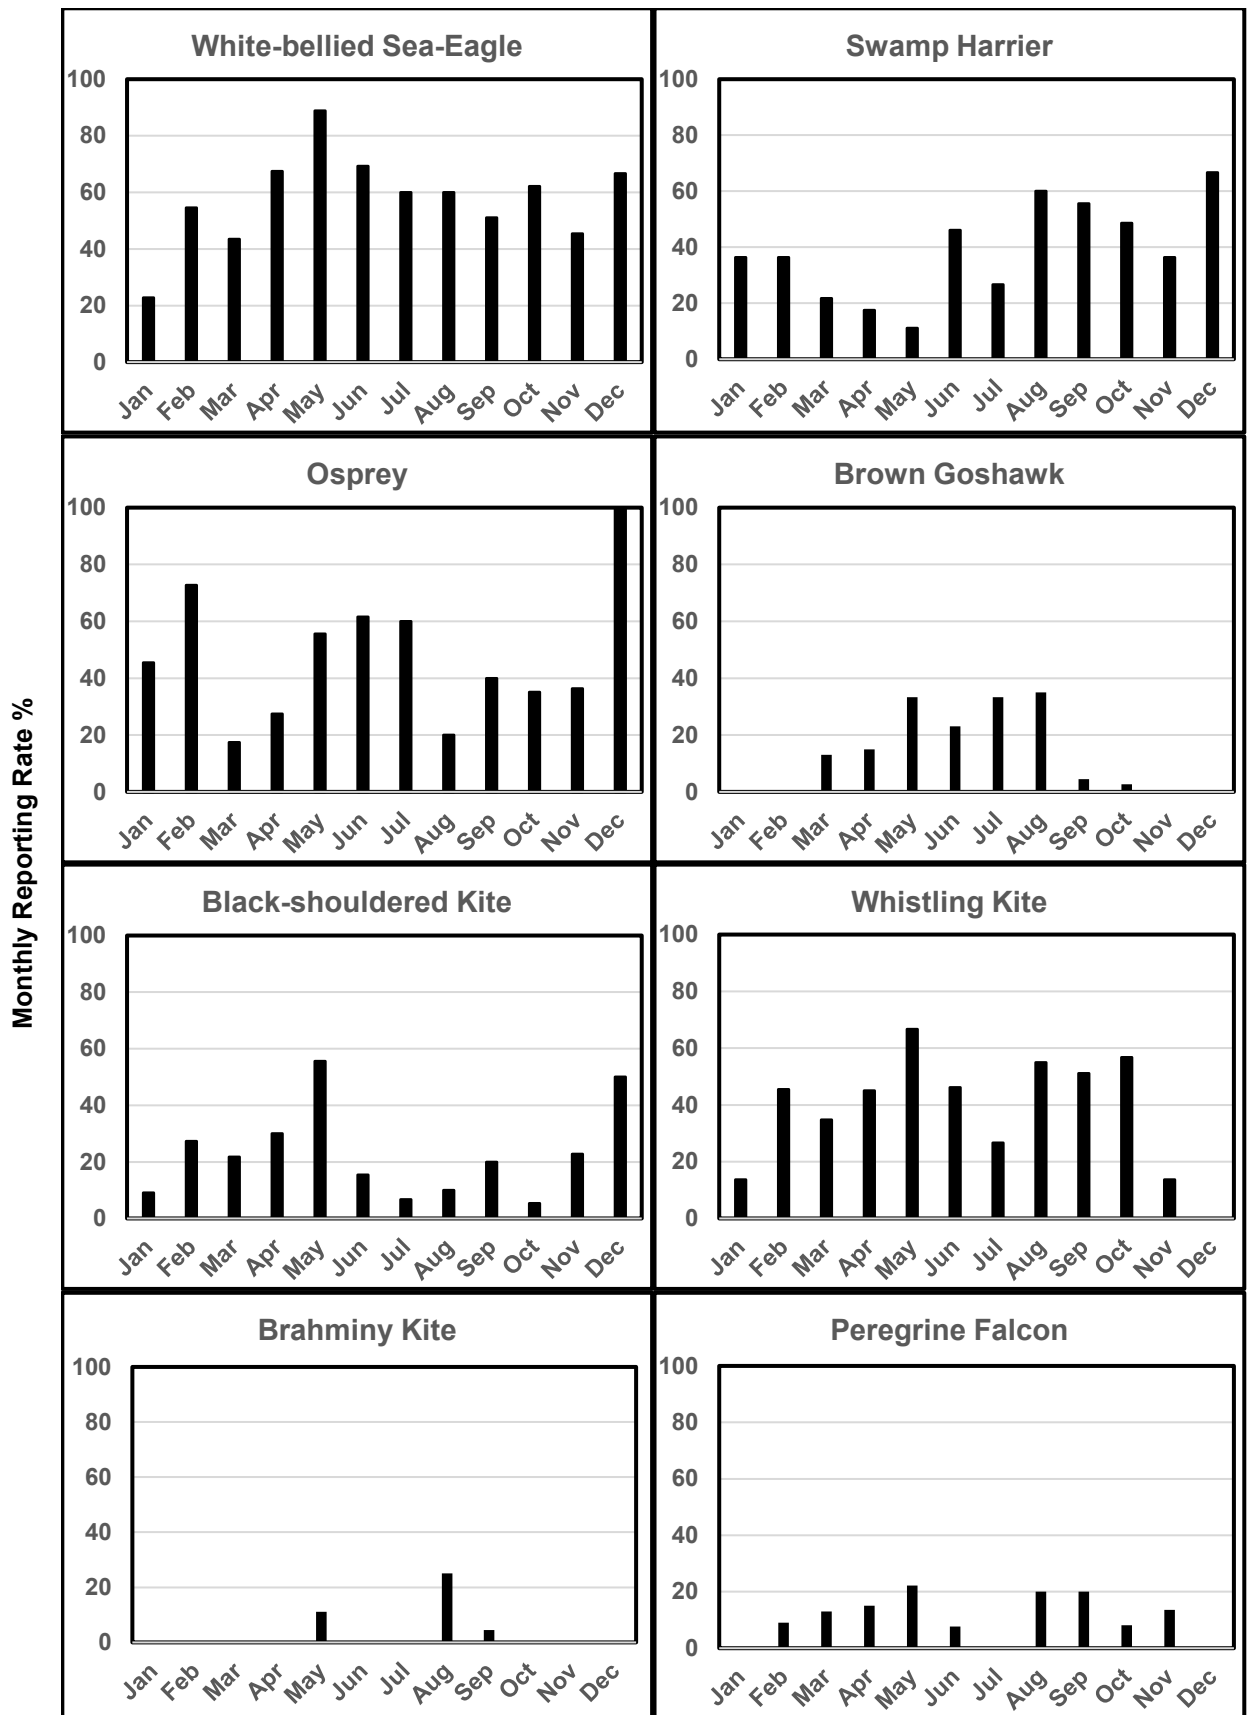 Monthly Reporting Rate %
White-bellied Sea-Eagle
100
80
60
40
20
0
Jan Feb Mar Apr May Jun Jul Aug Sep Oct Nov Dec
Swamp Harrier
100
80
60
40
20
0
Jan Feb Mar Apr May Jun Jul Aug Sep Oct Nov Dec
Osprey
100
80
60
40
20
0
Jan Feb Mar Apr May Jun Jul Aug Sep Oct Nov Dec
Brown Goshawk
100
80
60
40
20
0
Jan Feb Mar Apr May Jun Jul Aug Sep Oct Nov Dec
Black-shouldered Kite
100
80
60
40
20
0
Jan Feb Mar Apr May Jun Jul Aug Sep Oct Nov Dec
Whistling Kite
100
80
60
40
20
0
Jan Feb Mar Apr May Jun Jul Aug Sep Oct Nov Dec
Brahminy Kite
100
80
60
40
20
0
Jan Feb Mar Apr May Jun Jul Aug Sep Oct Nov Dec
Peregrine Falcon
100
80
60
40
20
0
Jan Feb Mar Apr May Jun Jul Aug Sep Oct Nov Dec